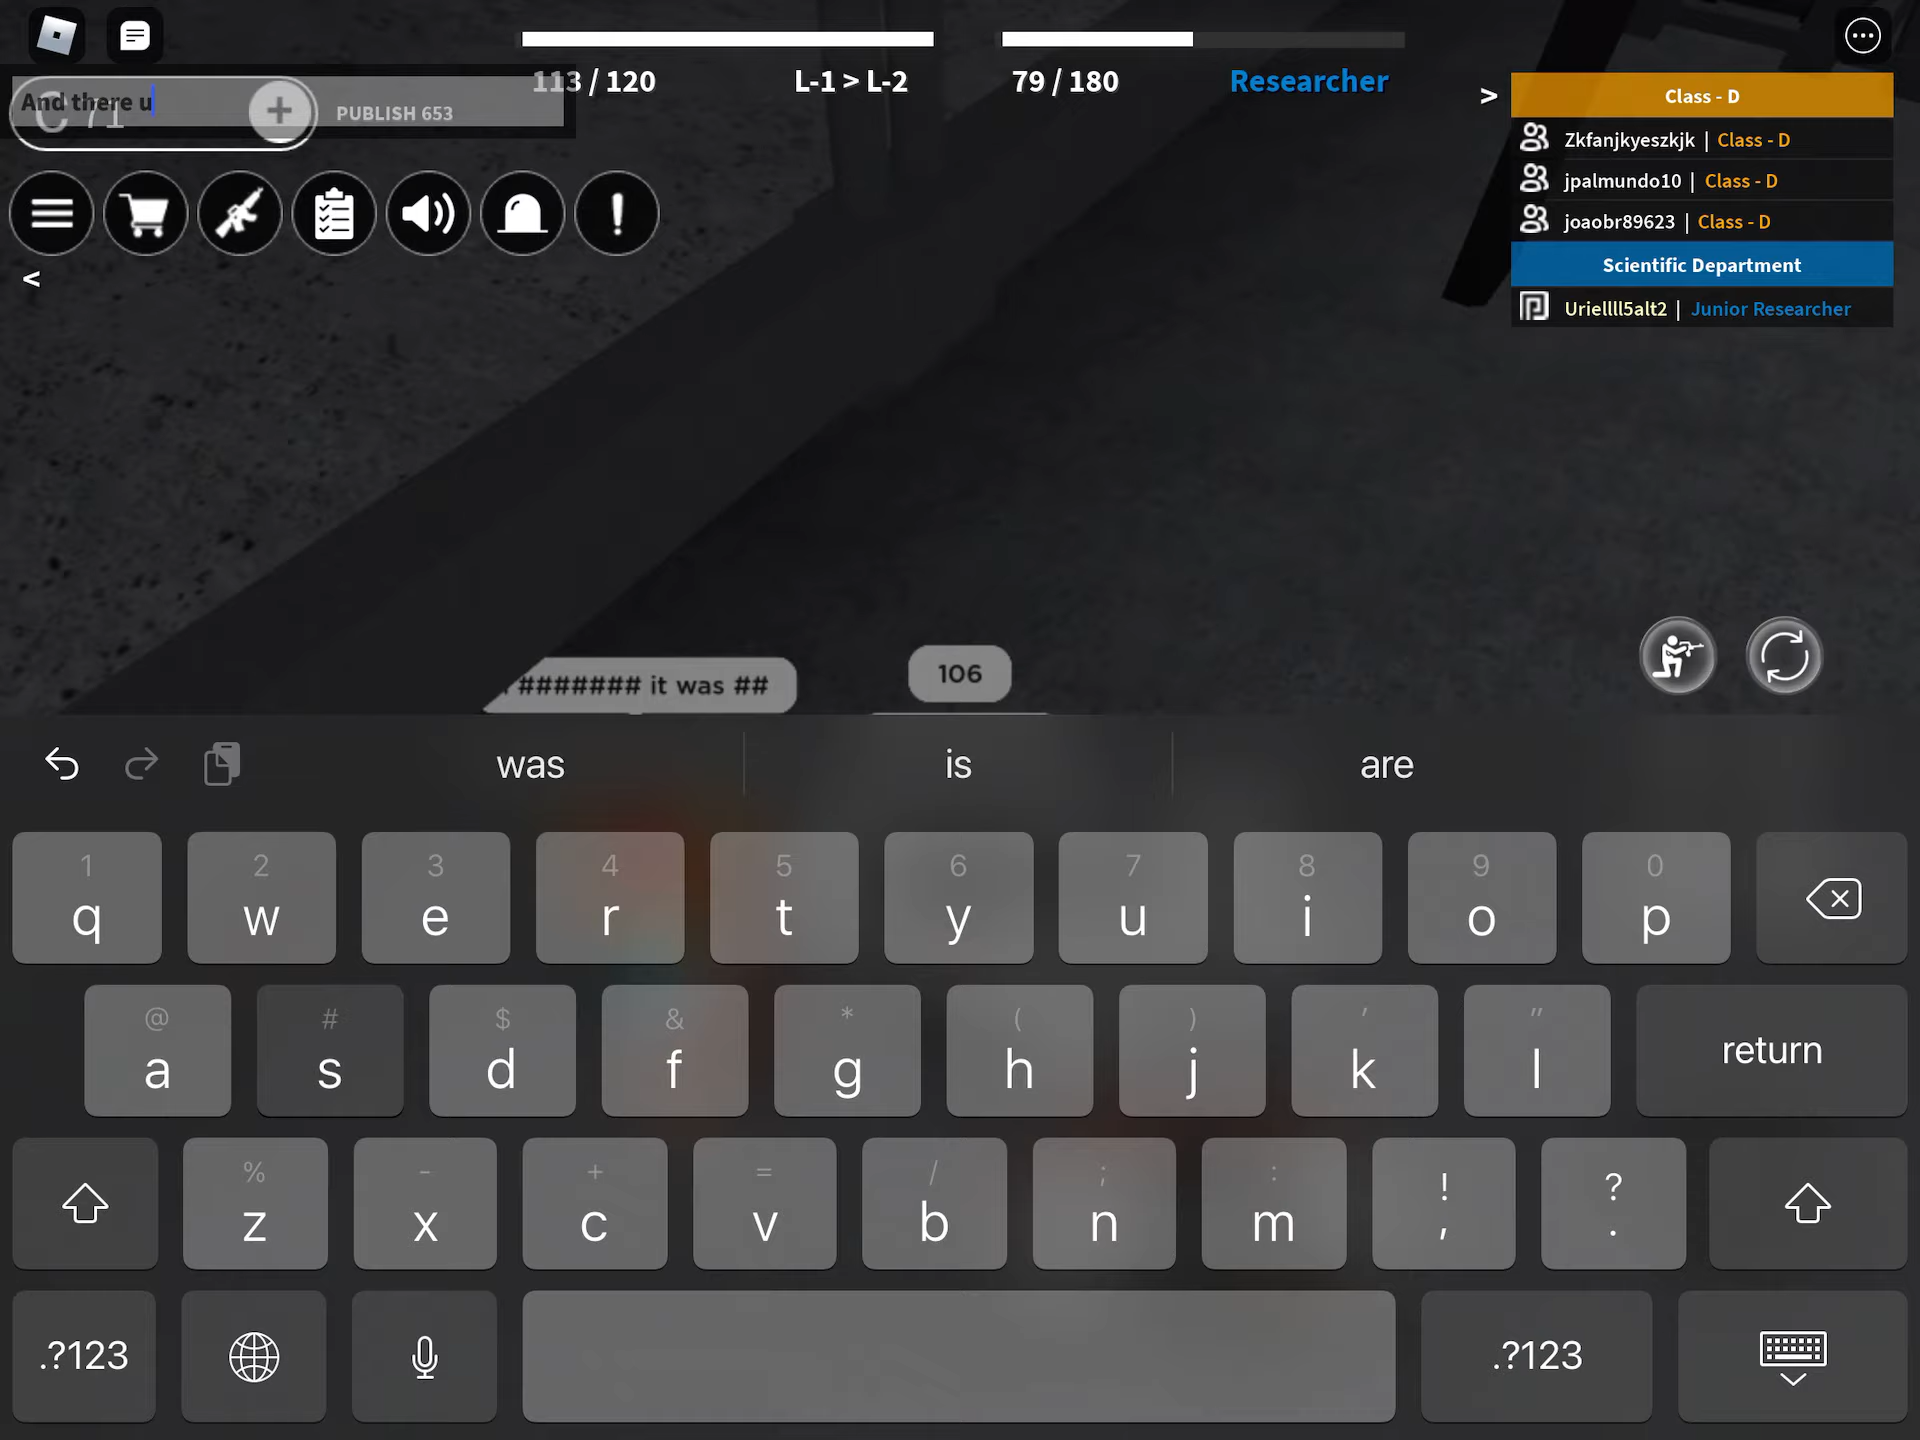 113 / 120
L-1 > L-2
79 / 180
Researcher
And there u
C 71
+
PUBLISH 653
>
Class - D
Zkfanjkyeszkjk | Class - D
jpalmundo10 | Class - D
joaobr89623 | Class - D
Scientific Department
Uriellll5alt2 | Junior Researcher
!
<
####### it was ##
106
was is are
1 2 3 4 5 6 7 8 9 0
q w e r t y u i o p
@ # $ & * ( ) ' "
a s d f g h j k l return
% - + = / ; : ! ?
z x c v b n m , .
.?123 .?123